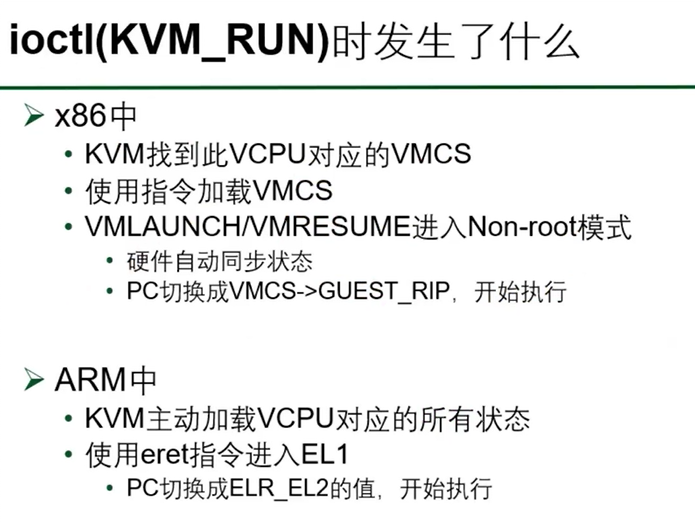 ioctl(KVM_RUN)时发生了什么
x86中
KVM找到此VCPU对应的VMCS
使用指令加载VMCS
VMLAUNCH/VMRESUME进入Non-root模式
硬件自动同步状态
PC切换成VMCS->GUEST_RIP，开始执行
ARM中
KVM主动加载VCPU对应的所有状态
使用eret指令进入EL1
PC切换成ELR_EL2的值，开始执行